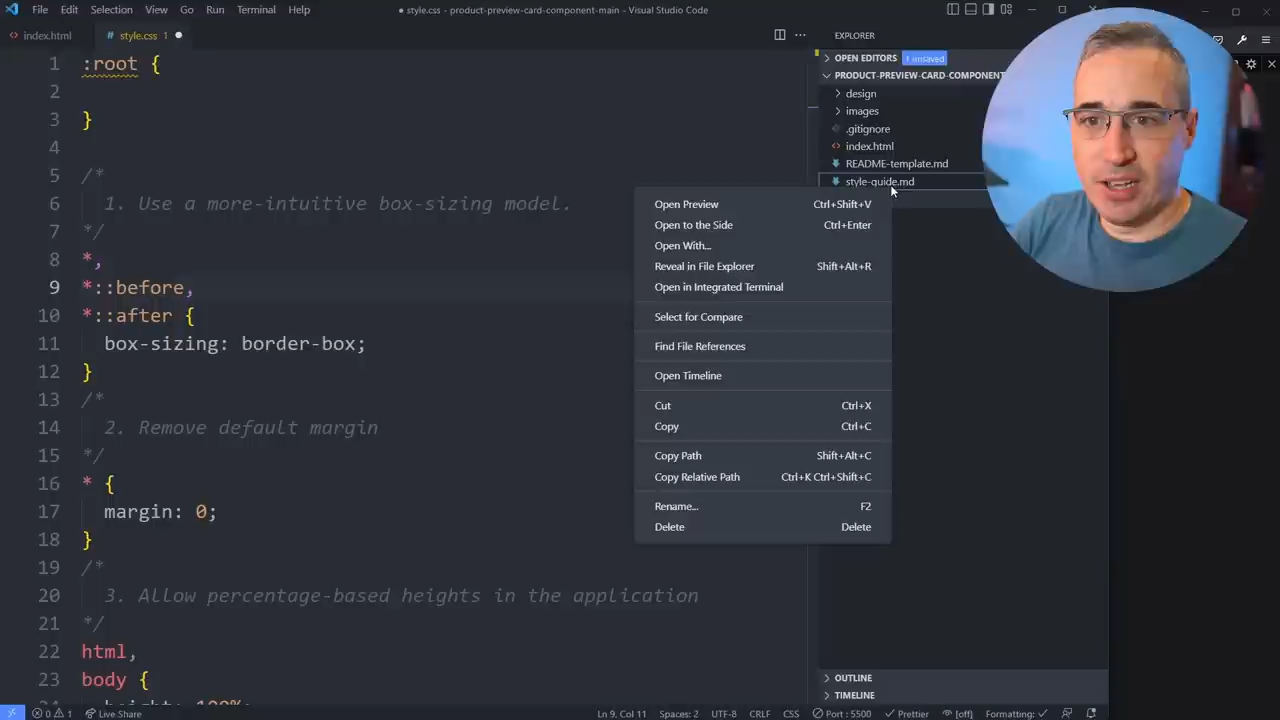 File Edit Selection View Go Run Terminal Help
style.css - product-preview-card-component-main - Visual Studio Code
index.html
style.css 1
1 :root {
2
3 }
4
5 /*
6 1. Use a more-intuitive box-sizing model.
7 */
8 *,
9 *::before,
10 *::after {
11 box-sizing: border-box;
12 }
13 /*
14 2. Remove default margin
15 */
16 * {
17 margin: 0;
18 }
19 /*
20 3. Allow percentage-based heights in the application
21 */
22 html,
23 body {
EXPLORER
OPEN EDITORS 1 unsaved
PRODUCT-PREVIEW-CARD-COMPONENT
design
images
.gitignore
index.html
README-template.md
style-guide.md
Open Preview Ctrl+Shift+V
Open to the Side Ctrl+Enter
Open With...
Reveal in File Explorer Shift+Alt+R
Open in Integrated Terminal
Select for Compare
Find File References
Open Timeline
Cut Ctrl+X
Copy Ctrl+C
Copy Path Shift+Alt+C
Copy Relative Path Ctrl+K Ctrl+Shift+C
Rename... F2
Delete Delete
OUTLINE
TIMELINE
0 1 Live Share Ln 9, Col 11 Spaces: 2 UTF-8 CRLF CSS Port : 5500 Prettier [off] Formatting: